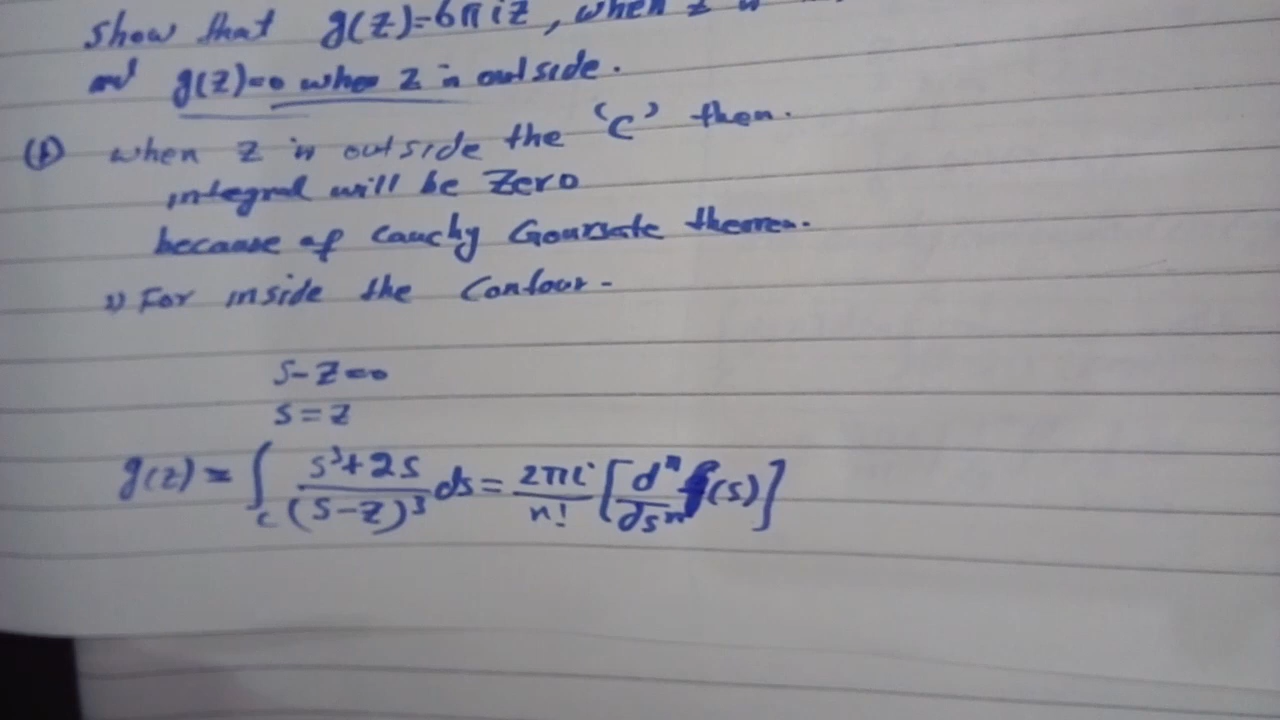 show that g(z)=6πiz, when z
and g(z)=0 when z is outside.
(1) when z is outside the 'C' then.
integral will be Zero
because of Cauchy Goursate theorem.
2) For inside the Contour-
s-z=0
s=z
g(z) = ∫_c (s³+2s)/(s-z)³ ds = 2πi/n! [dⁿ/dsⁿ f(s)]